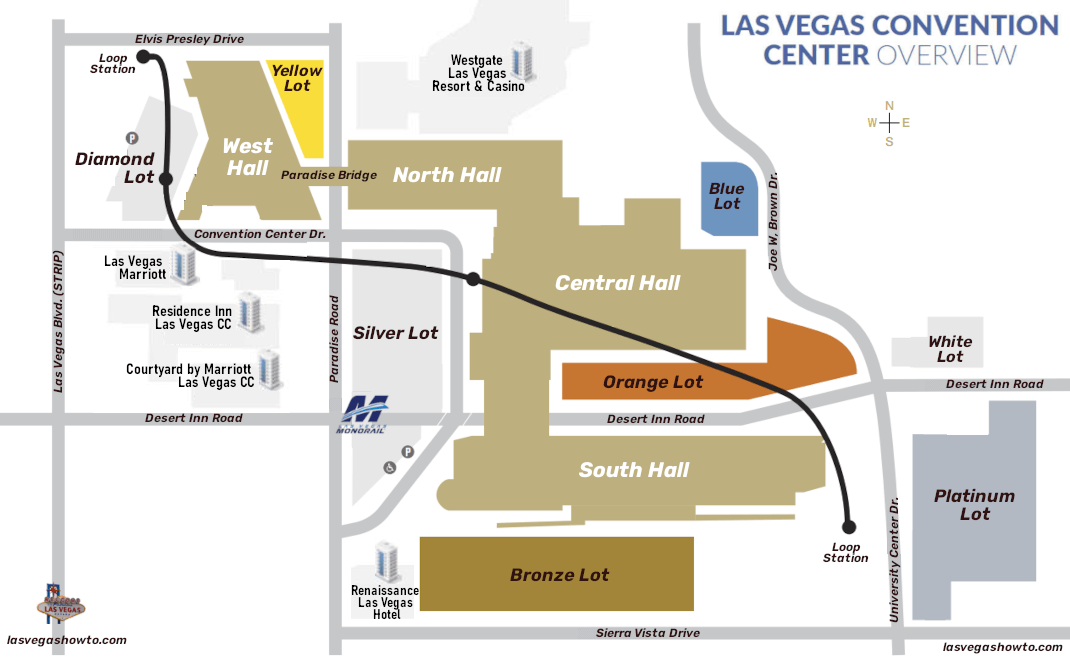 LAS VEGAS CONVENTION
CENTER OVERVIEW
N
W E
S
Elvis Presley Drive
Loop
Station
Yellow
Lot
Westgate
Las Vegas
Resort & Casino
P
Diamond
Lot
West
Hall
Paradise Bridge
North Hall
Blue
Lot
Joe W. Brown Dr.
Convention Center Dr.
Las Vegas
Marriott
Las Vegas Blvd. (STRIP)
Residence Inn
Las Vegas CC
Courtyard by Marriott
Las Vegas CC
Paradise Road
Silver Lot
Central Hall
Orange Lot
White
Lot
Desert Inn Road
Desert Inn Road
Desert Inn Road
M
LAS VEGAS
MONORAIL
P
South Hall
Platinum
Lot
University Center Dr.
Loop
Station
Bronze Lot
Renaissance
Las Vegas
Hotel
LAS VEGAS
Sierra Vista Drive
lasvegashowto.com
lasvegashowto.com